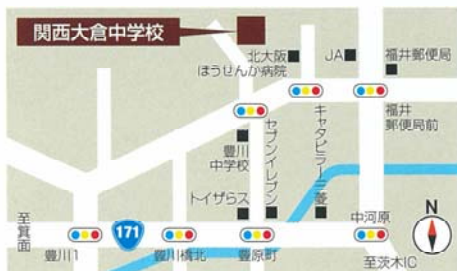 関西大倉中学校
北大阪
ほうせんか病院
JA
福井郵便局
福井
郵便局前
豊川
中学校
セブンイレブン
キャタピラー三菱
トイザらス
至箕面
171
豊川1
豊川橋北
豊原町
中河原
至茨木IC
N